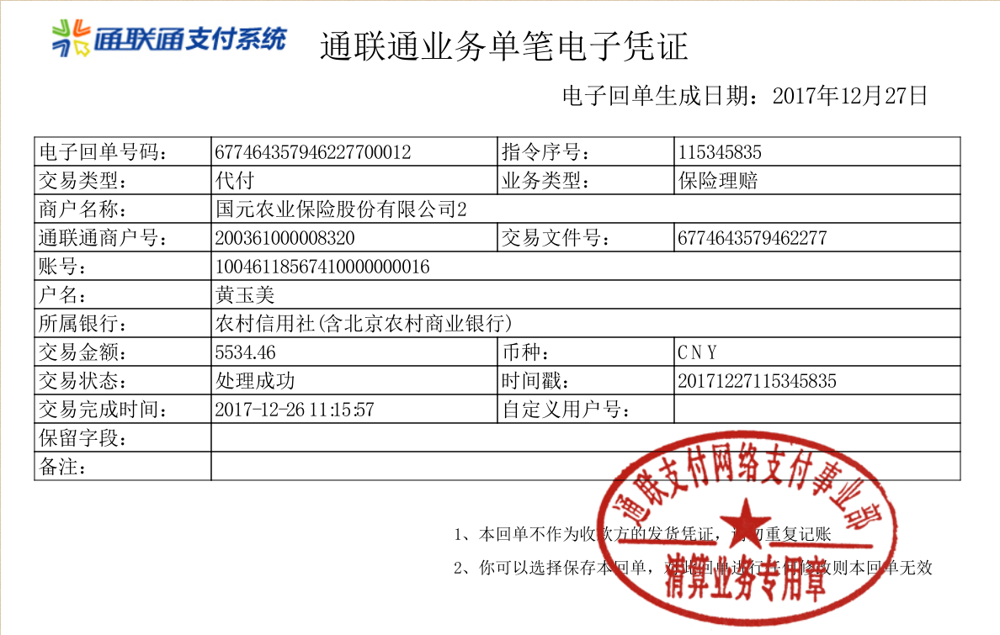 通联通支付系统
通联通业务单笔电子凭证
电子回单生成日期：2017年12月27日
电子回单号码： 677464357946227700012 指令序号： 115345835
交易类型： 代付 业务类型： 保险理赔
商户名称： 国元农业保险股份有限公司2
通联通商户号： 200361000008320 交易文件号： 6774643579462277
账号： 10046118567410000000016
户名： 黄玉美
所属银行： 农村信用社(含北京农村商业银行)
交易金额： 5534.46 币种： CNY
交易状态： 处理成功 时间戳： 20171227115345835
交易完成时间： 2017-12-26 11:15:57 自定义用户号：
保留字段：
备注：
通联支付网络支付事业部
1、本回单不作为收款方的发货凭证，请勿重复记账
2、你可以选择保存本回单，对此回单进行任何修改则本回单无效
清算业务专用章